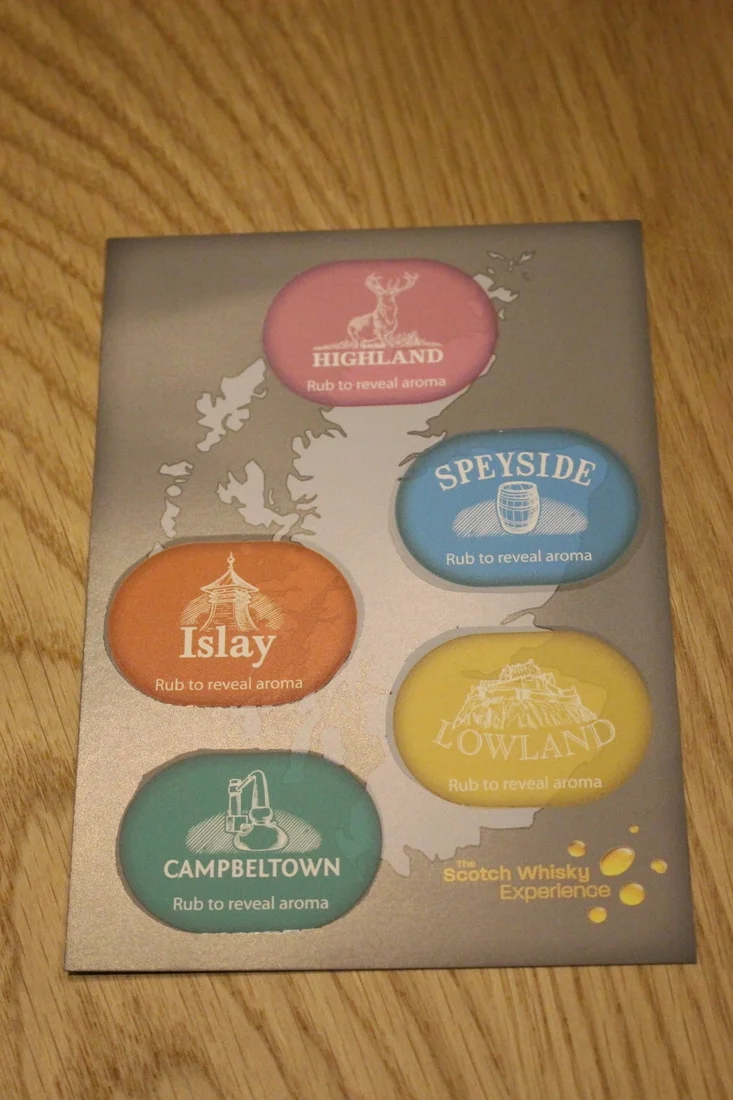 HIGHLAND
Rub to reveal aroma
SPEYSIDE
Rub to reveal aroma
Islay
Rub to reveal aroma
LOWLAND
Rub to reveal aroma
CAMPBELTOWN
Rub to reveal aroma
The
Scotch Whisky
Experience